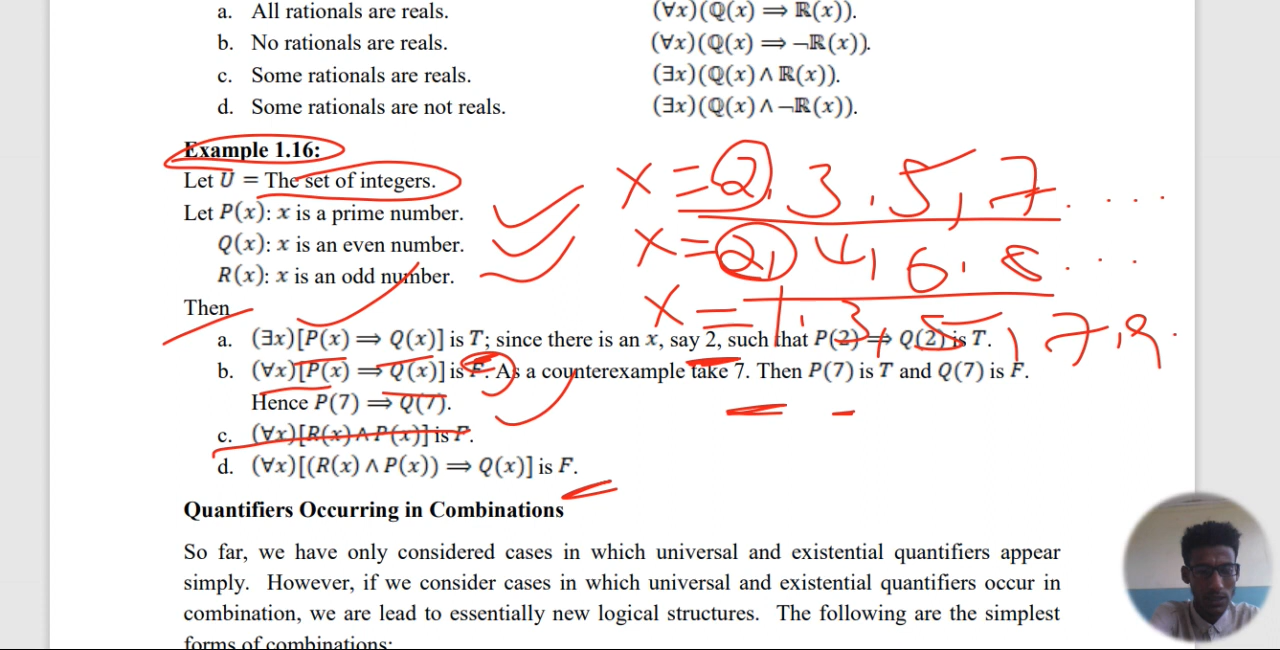 a. All rationals are reals. (∀x)(ℚ(x) ⟹ ℝ(x)).
b. No rationals are reals. (∀x)(ℚ(x) ⟹ ¬ℝ(x)).
c. Some rationals are reals. (∃x)(ℚ(x) ∧ ℝ(x)).
d. Some rationals are not reals. (∃x)(ℚ(x) ∧ ¬ℝ(x)).
Example 1.16:
Let U = The set of integers.
x = 2, 3, 5, 7 . . . .
Let P(x): x is a prime number.
Q(x): x is an even number.
x = 2, 4, 6, 8 . . .
R(x): x is an odd number.
Then
x = 1, 3, 5, 7, 9.
a. (∃x)[P(x) ⟹ Q(x)] is T; since there is an x, say 2, such that P(2) ⟹ Q(2) is T.
b. (∀x)[P(x) ⟹ Q(x)] is F. As a counterexample take 7. Then P(7) is T and Q(7) is F.
Hence P(7) ⟹ Q(7).
c. (∀x)[R(x) ∧ P(x)] is F.
d. (∀x)[(R(x) ∧ P(x)) ⟹ Q(x)] is F.
Quantifiers Occurring in Combinations
So far, we have only considered cases in which universal and existential quantifiers appear
simply. However, if we consider cases in which universal and existential quantifiers occur in
combination, we are lead to essentially new logical structures. The following are the simplest
forms of combinations: